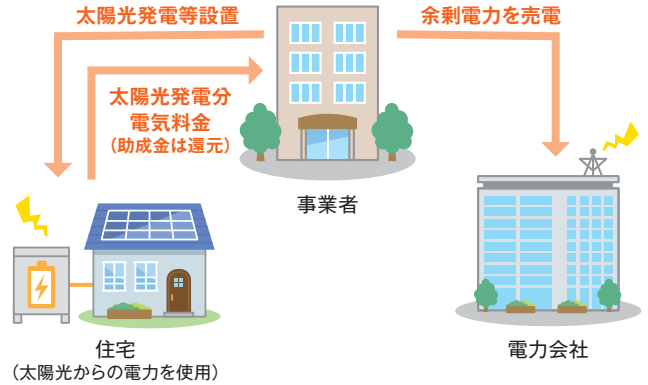 太陽光発電等設置
余剰電力を売電
太陽光発電分
電気料金
（助成金は還元）
事業者
住宅
（太陽光からの電力を使用）
電力会社